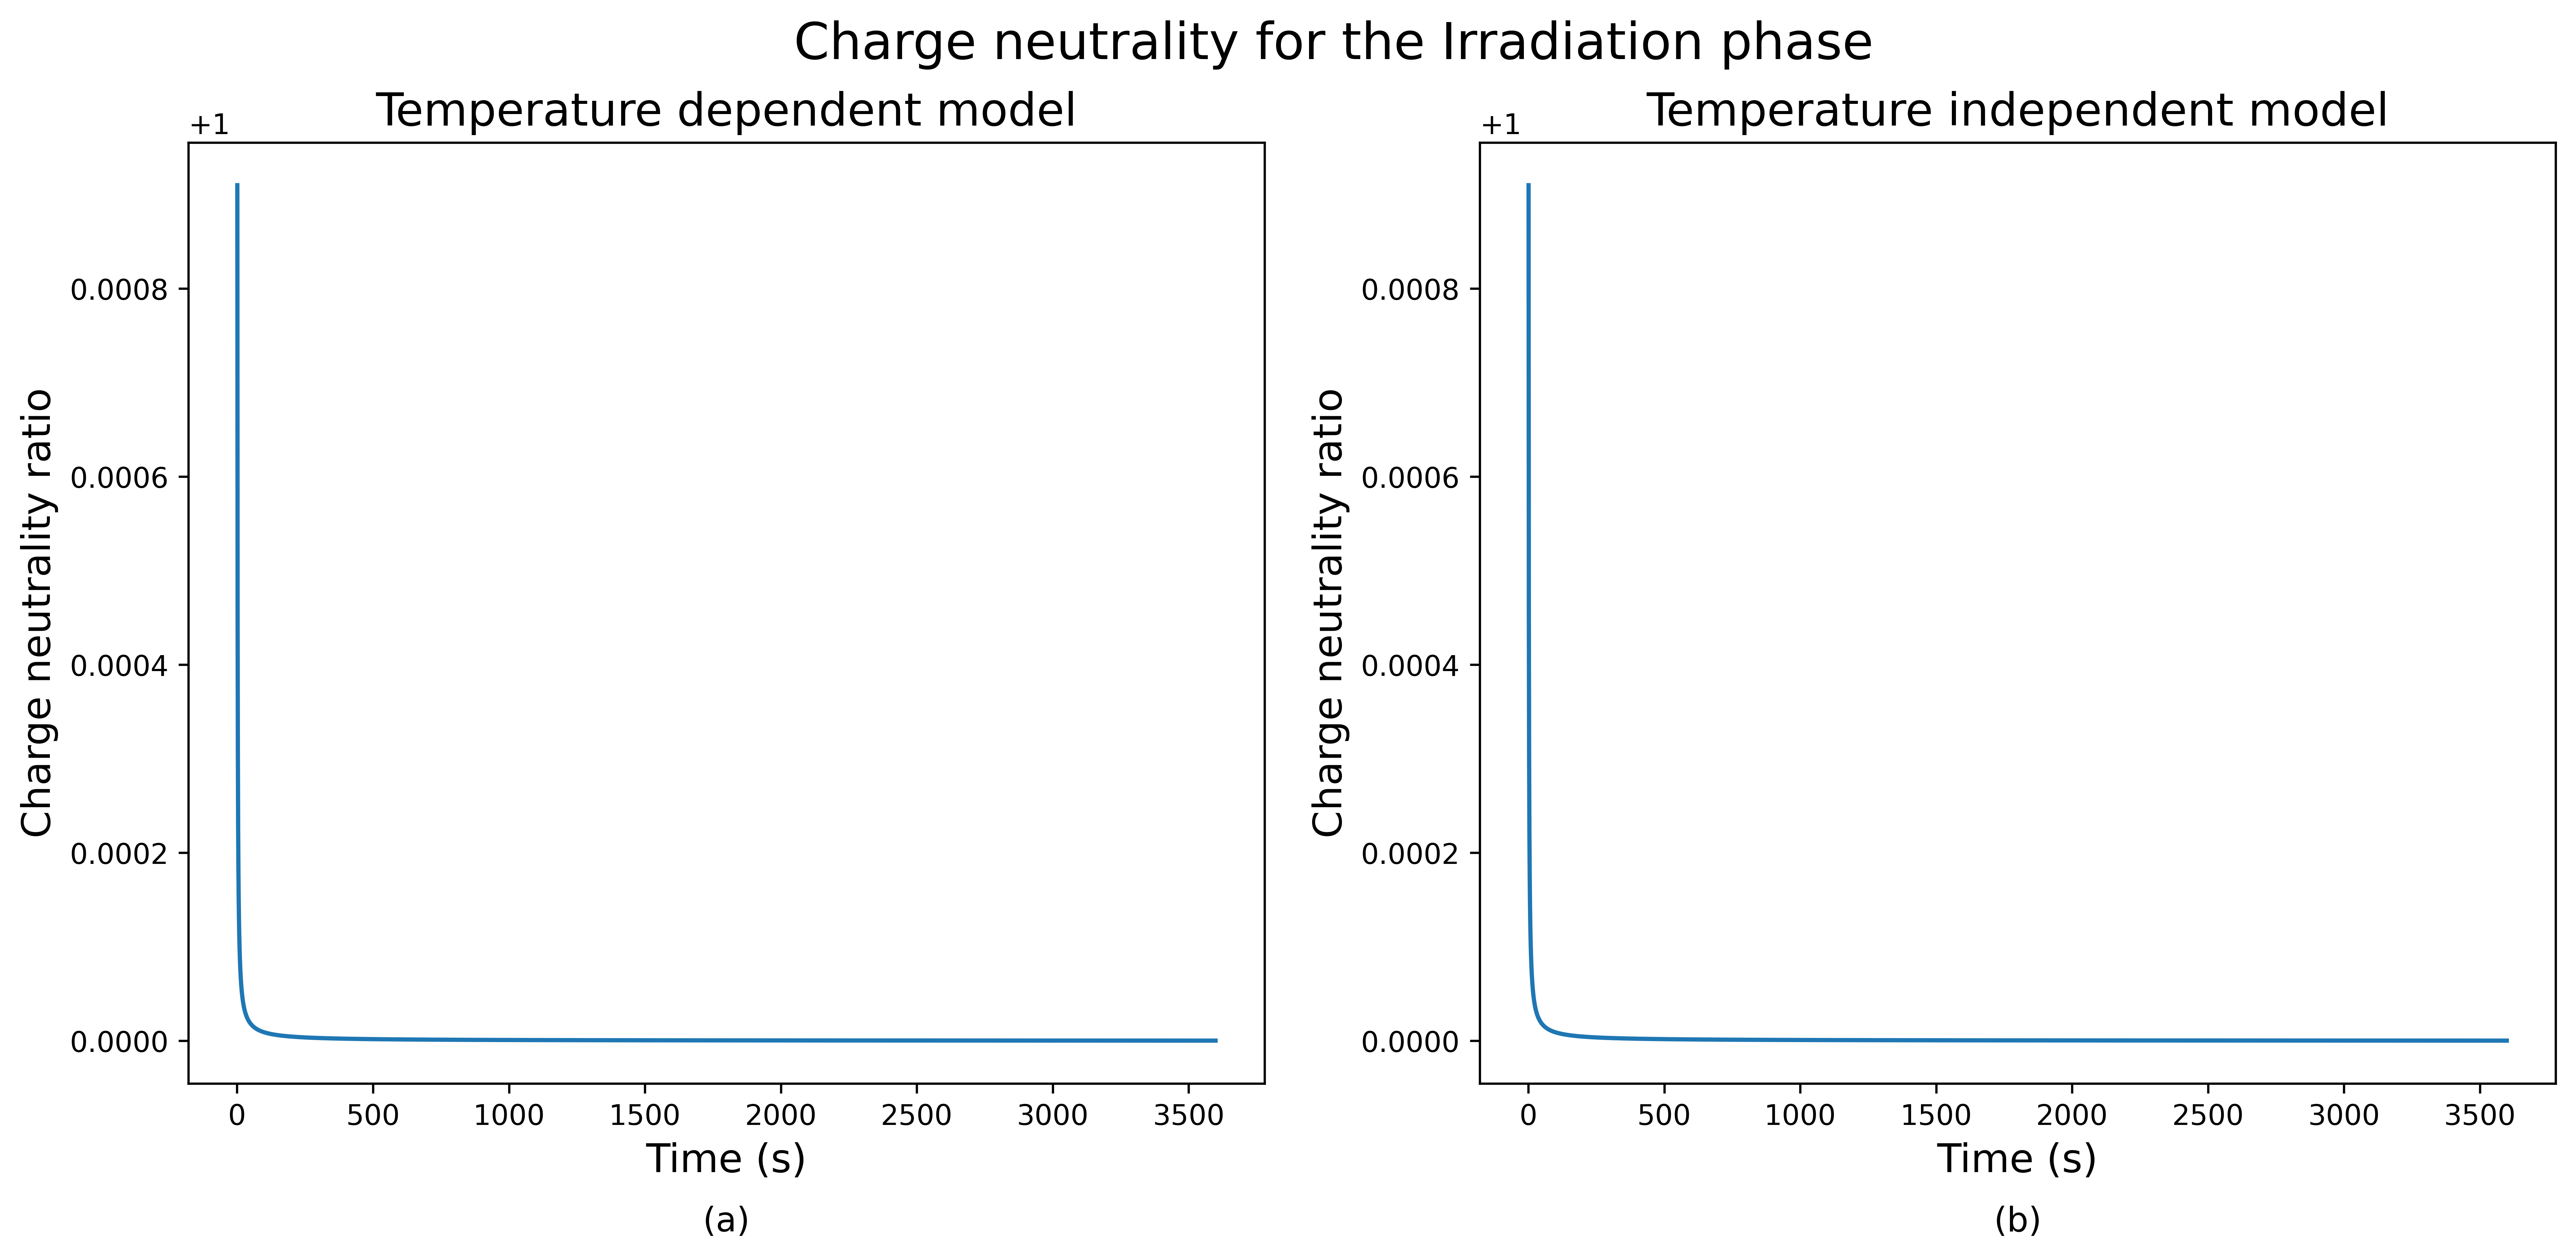 Charge neutrality for the Irradiation phase
Temperature dependent model
+1
Charge neutrality ratio
0.0008
0.0006
0.0004
0.0002
0.0000
0 500 1000 1500 2000 2500 3000 3500
Time (s)
(a)
Temperature independent model
+1
Charge neutrality ratio
0.0008
0.0006
0.0004
0.0002
0.0000
0 500 1000 1500 2000 2500 3000 3500
Time (s)
(b)